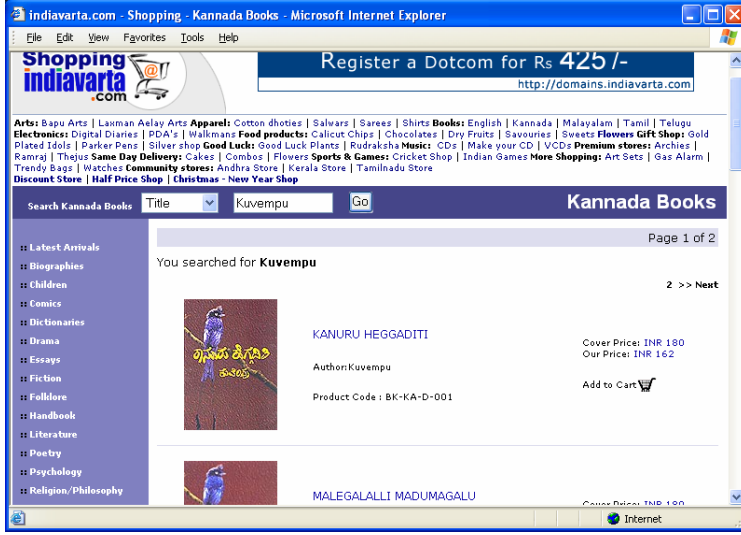 indiavarta.com - Shopping - Kannada Books - Microsoft Internet Explorer
File Edit View Favorites Tools Help
Shopping@
indiavarta
.com
Register a Dotcom for Rs 425 /-
http://domains.indiavarta.com
Arts: Bapu Arts | Laxman Aelay Arts Apparel: Cotton dhoties | Salwars | Sarees | Shirts Books: English | Kannada | Malayalam | Tamil | Telugu
Electronics: Digital Diaries | PDA's | Walkmans Food products: Calicut Chips | Chocolates | Dry Fruits | Savouries | Sweets Flowers Gift Shop: Gold
Plated Idols | Parker Pens | Silver shop Good Luck: Good Luck Plants | Rudraksha Music: CDs | Make your CD | VCDs Premium stores: Archies |
Ramraj | Thejus Same Day Delivery: Cakes | Combos | Flowers Sports & Games: Cricket Shop | Indian Games More Shopping: Art Sets | Gas Alarm |
Trendy Bags | Watches Community stores: Andhra Store | Kerala Store | Tamilnadu Store
Discount Store | Half Price Shop | Christmas - New Year Shop
Search Kannada Books Title Kuvempu Go Kannada Books
Page 1 of 2
You searched for Kuvempu
2 >> Next
:: Latest Arrivals
:: Biographies
:: Children
:: Comics
:: Dictionaries
:: Drama
:: Essays
:: Fiction
:: Folklore
:: Handbook
:: Literature
:: Poetry
:: Psychology
:: Religion/Philosophy
ಕಾನೂರು ಹೆಗ್ಗಡಿತಿ
ಕುವೆಂಪು
KANURU HEGGADITI
Author:Kuvempu
Product Code : BK-KA-D-001
Cover Price: INR 180
Our Price: INR 162
Add to Cart
MALEGALALLI MADUMAGALU
Cover Price: INR 180
Internet